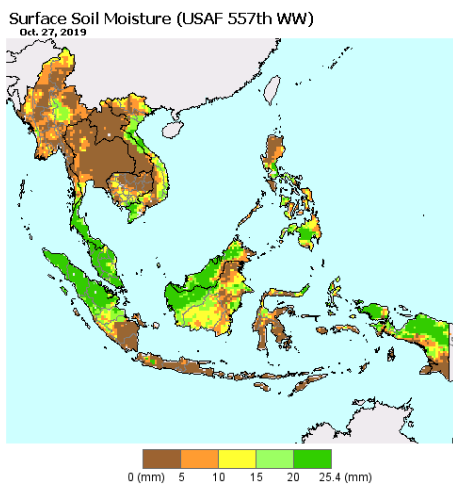 Surface Soil Moisture (USAF 557th WW)
Oct. 27, 2019
0 (mm) 5 10 15 20 25.4 (mm)